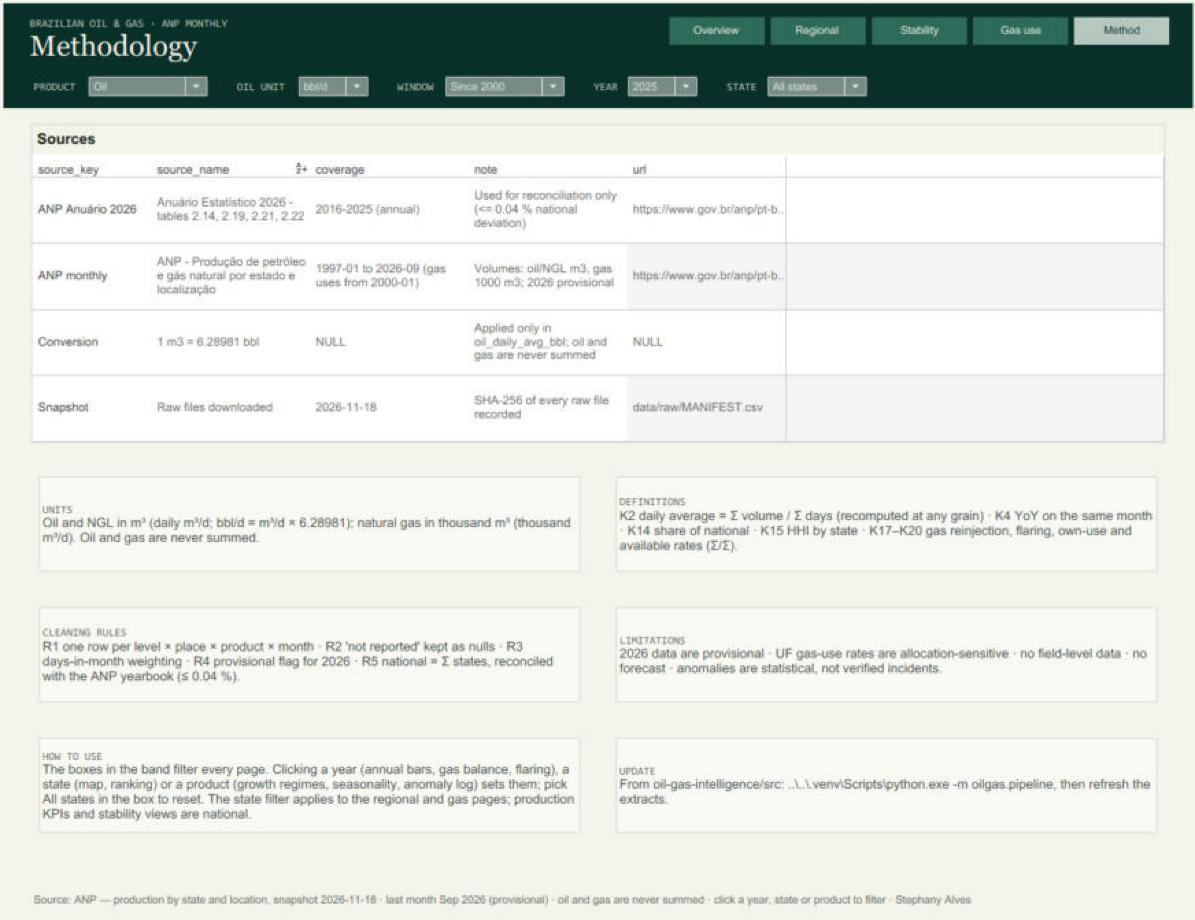 BRAZILIAN OIL & GAS · ANP MONTHLY
Methodology
Overview
Regional
Stability
Gas use
Method
PRODUCT Oil
OIL UNIT bbl/d
WINDOW Since 2000
YEAR 2025
STATE All states
Sources
source_key source_name coverage note url
ANP Anuário 2026
Anuário Estatístico 2026 -
tables 2.14, 2.19, 2.21, 2.22
2016-2025 (annual)
Used for reconciliation only
(<= 0.04 % national
deviation)
https://www.gov.br/anp/pt-b..
ANP monthly
ANP - Produção de petróleo
e gás natural por estado e
localização
1997-01 to 2026-09 (gas
uses from 2000-01)
Volumes: oil/NGL m3, gas
1000 m3; 2026 provisional
https://www.gov.br/anp/pt-b..
Conversion
1 m3 = 6.28981 bbl
NULL
Applied only in
oil_daily_avg_bbl; oil and
gas are never summed
NULL
Snapshot
Raw files downloaded
2026-11-18
SHA-256 of every raw file
recorded
data/raw/MANIFEST.csv
UNITS
Oil and NGL in m³ (daily m³/d; bbl/d = m³/d × 6.28981); natural gas in thousand m³ (thousand
m³/d). Oil and gas are never summed.
DEFINITIONS
K2 daily average = Σ volume / Σ days (recomputed at any grain) · K4 YoY on the same month
· K14 share of national · K15 HHI by state · K17–K20 gas reinjection, flaring, own-use and
available rates (Σ/Σ).
CLEANING RULES
R1 one row per level × place × product × month · R2 'not reported' kept as nulls · R3
days-in-month weighting · R4 provisional flag for 2026 · R5 national = Σ states, reconciled
with the ANP yearbook (≤ 0.04 %).
LIMITATIONS
2026 data are provisional · UF gas-use rates are allocation-sensitive · no field-level data · no
forecast · anomalies are statistical, not verified incidents.
HOW TO USE
The boxes in the band filter every page. Clicking a year (annual bars, gas balance, flaring), a
state (map, ranking) or a product (growth regimes, seasonality, anomaly log) sets them; pick
All states in the box to reset. The state filter applies to the regional and gas pages; production
KPIs and stability views are national.
UPDATE
From oil-gas-intelligence/src: ..\..\.venv\Scripts\python.exe -m oilgas.pipeline, then refresh the
extracts.
Source: ANP — production by state and location, snapshot 2026-11-18 · last month Sep 2026 (provisional) · oil and gas are never summed · click a year, state or product to filter · Stephany Alves